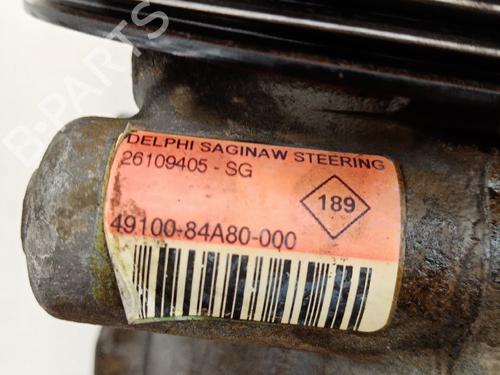 B-PARTS
DELPHI SAGINAW STEERING
26109405 - SG
189
49100-84A80-000